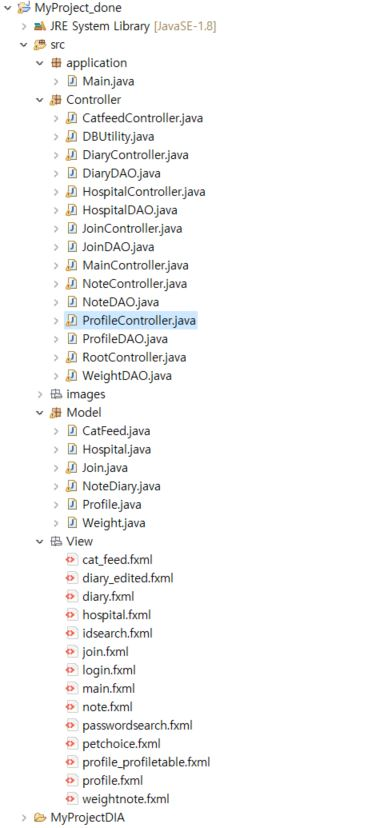 MyProject_done
JRE System Library [JavaSE-1.8]
src
application
Main.java
Controller
CatfeedController.java
DBUtility.java
DiaryController.java
DiaryDAO.java
HospitalController.java
HospitalDAO.java
JoinController.java
JoinDAO.java
MainController.java
NoteController.java
NoteDAO.java
ProfileController.java
ProfileDAO.java
RootController.java
WeightDAO.java
images
Model
CatFeed.java
Hospital.java
Join.java
NoteDiary.java
Profile.java
Weight.java
View
cat_feed.fxml
diary_edited.fxml
diary.fxml
hospital.fxml
idsearch.fxml
join.fxml
login.fxml
main.fxml
note.fxml
passwordsearch.fxml
petchoice.fxml
profile_profiletable.fxml
profile.fxml
weightnote.fxml
MyProjectDIA